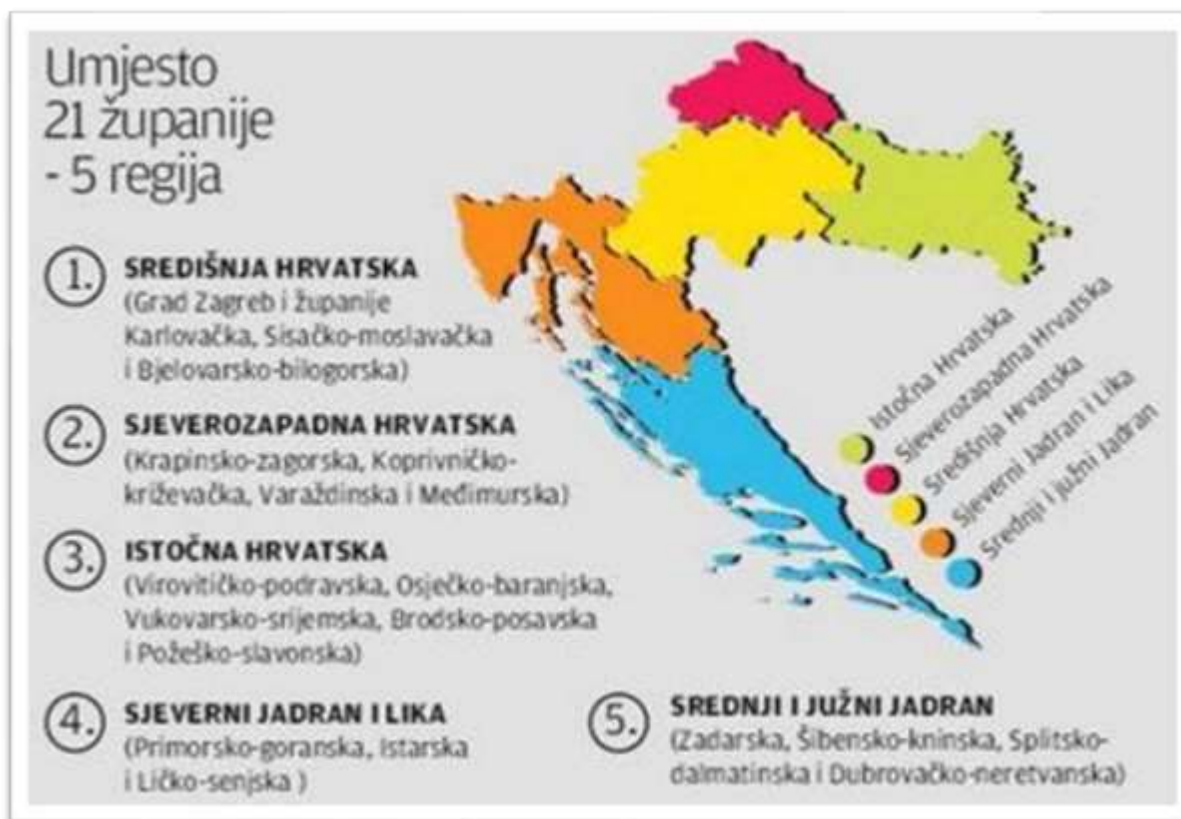 Umjesto
21 županije
- 5 regija
1. SREDIŠNJA HRVATSKA
(Grad Zagreb i županije
Karlovačka, Sisačko-moslavačka
i Bjelovarsko-bilogorska)
2. SJEVEROZAPADNA HRVATSKA
(Krapinsko-zagorska, Koprivničko-
križevačka, Varaždinska i Međimurska)
3. ISTOČNA HRVATSKA
(Virovitičko-podravska, Osječko-baranjska,
Vukovarsko-srijemska, Brodsko-posavska
i Požeško-slavonska)
4. SJEVERNI JADRAN I LIKA
(Primorsko-goranska, Istarska
i Ličko-senjska )
5. SREDNJI I JUŽNI JADRAN
(Zadarska, Šibensko-kninska, Splitsko-
dalmatinska i Dubrovačko-neretvanska)
Istočna Hrvatska
Sjeverozapadna Hrvatska
Središnja Hrvatska
Sjeverni Jadran i Lika
Srednji i južni Jadran